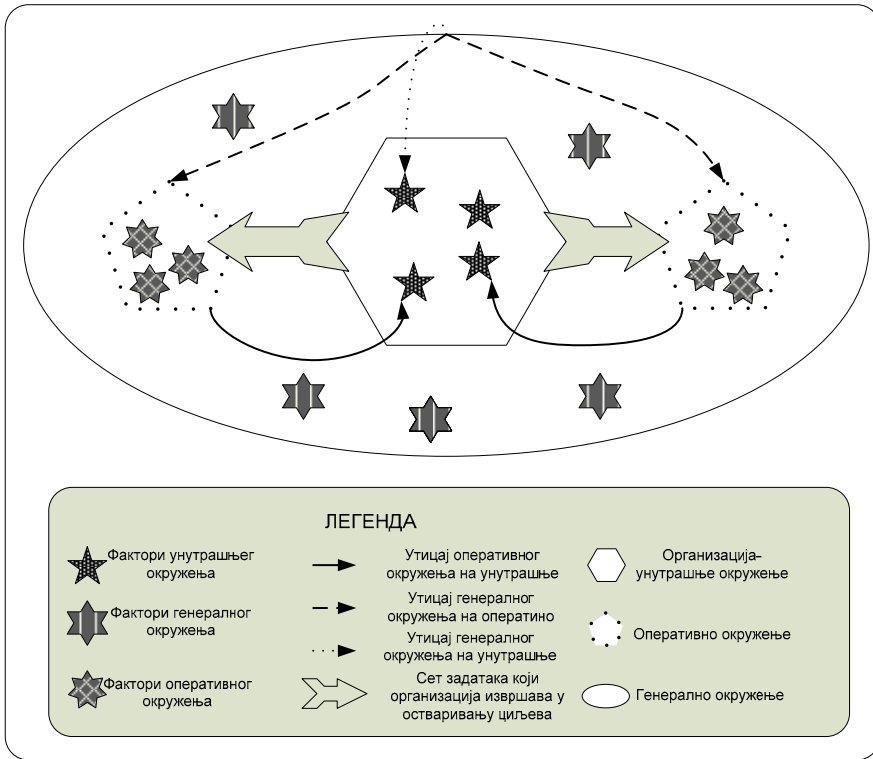 ЛЕГЕНДА
Фактори унутрашњег
окружења
Фактори генералног
окружења
Фактори оперативног
окружења
Утицај оперативног
окружења на унутрашње
Утицај генералног
окружења на оператино
Утицај генералног
окружења на унутрашње
Сет задатака који
организација извршава у
остваривању циљева
Организација-
унутрашње окружење
Оперативно окружење
Генерално окружење